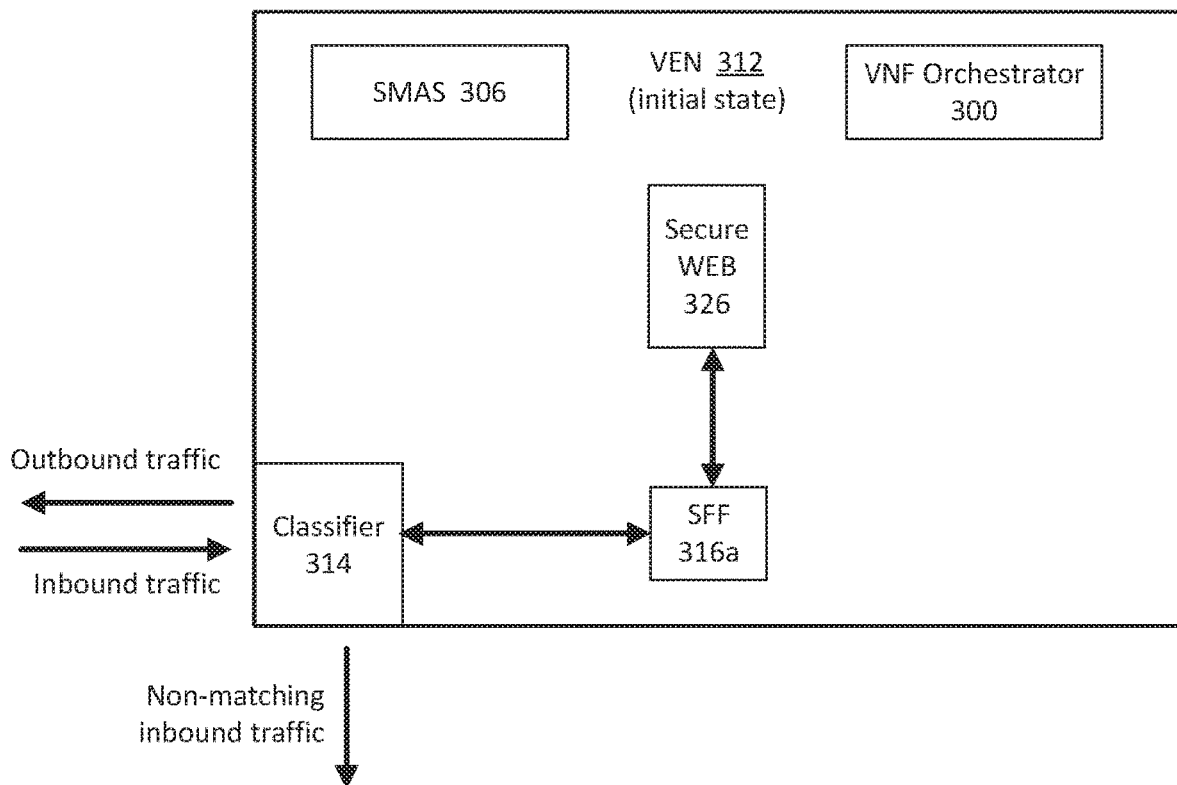 SMAS 306
VEN 312
(initial state)
VNF Orchestrator
300
Secure
WEB
326
Outbound traffic
Inbound traffic
Classifier
314
SFF
316a
Non-matching
inbound traffic